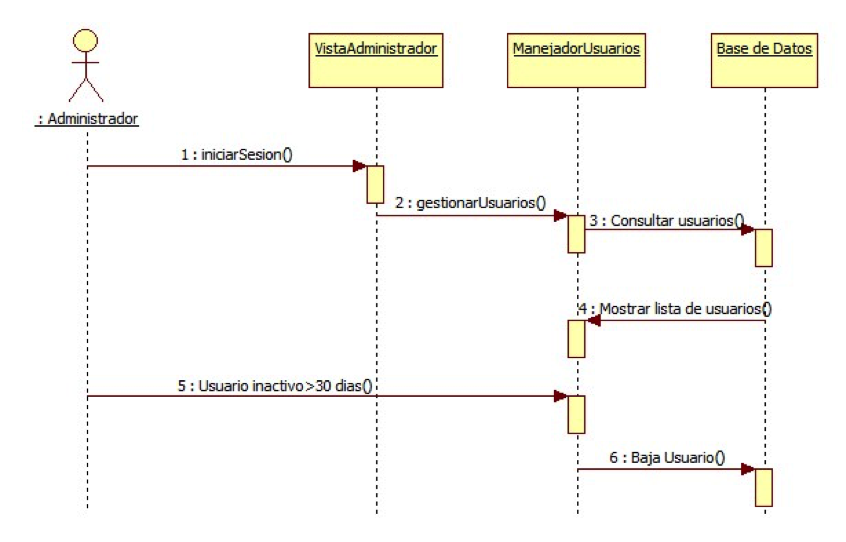 VistaAdministrador
ManejadorUsuarios
Base de Datos
: Administrador
1 : iniciarSesion()
2 : gestionarUsuarios()
3 : Consultar usuarios()
4 : Mostrar lista de usuarios()
5 : Usuario inactivo>30 dias()
6 : Baja Usuario()